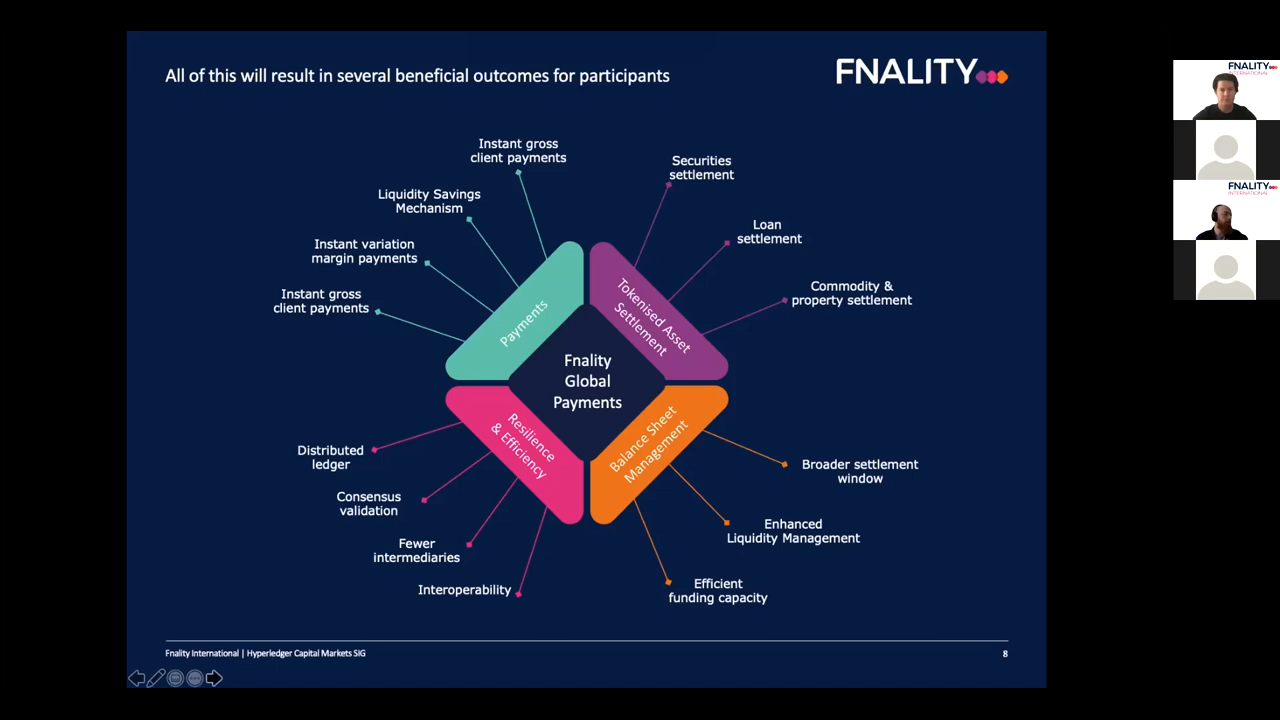 All of this will result in several beneficial outcomes for participants
FNALITY
Instant gross
client payments
Liquidity Savings
Mechanism
Instant variation
margin payments
Instant gross
client payments
Payments
Securities
settlement
Loan
settlement
Commodity &
property settlement
Tokenised Asset
Settlement
Fnality
Global
Payments
Resilience
& Efficiency
Distributed
ledger
Consensus
validation
Fewer
intermediaries
Interoperability
Balance Sheet
Management
Broader settlement
window
Enhanced
Liquidity Management
Efficient
funding capacity
Fnality International | Hyperledger Capital Markets SIG
8
FNALITY
INTERNATIONAL
FNALITY
INTERNATIONAL